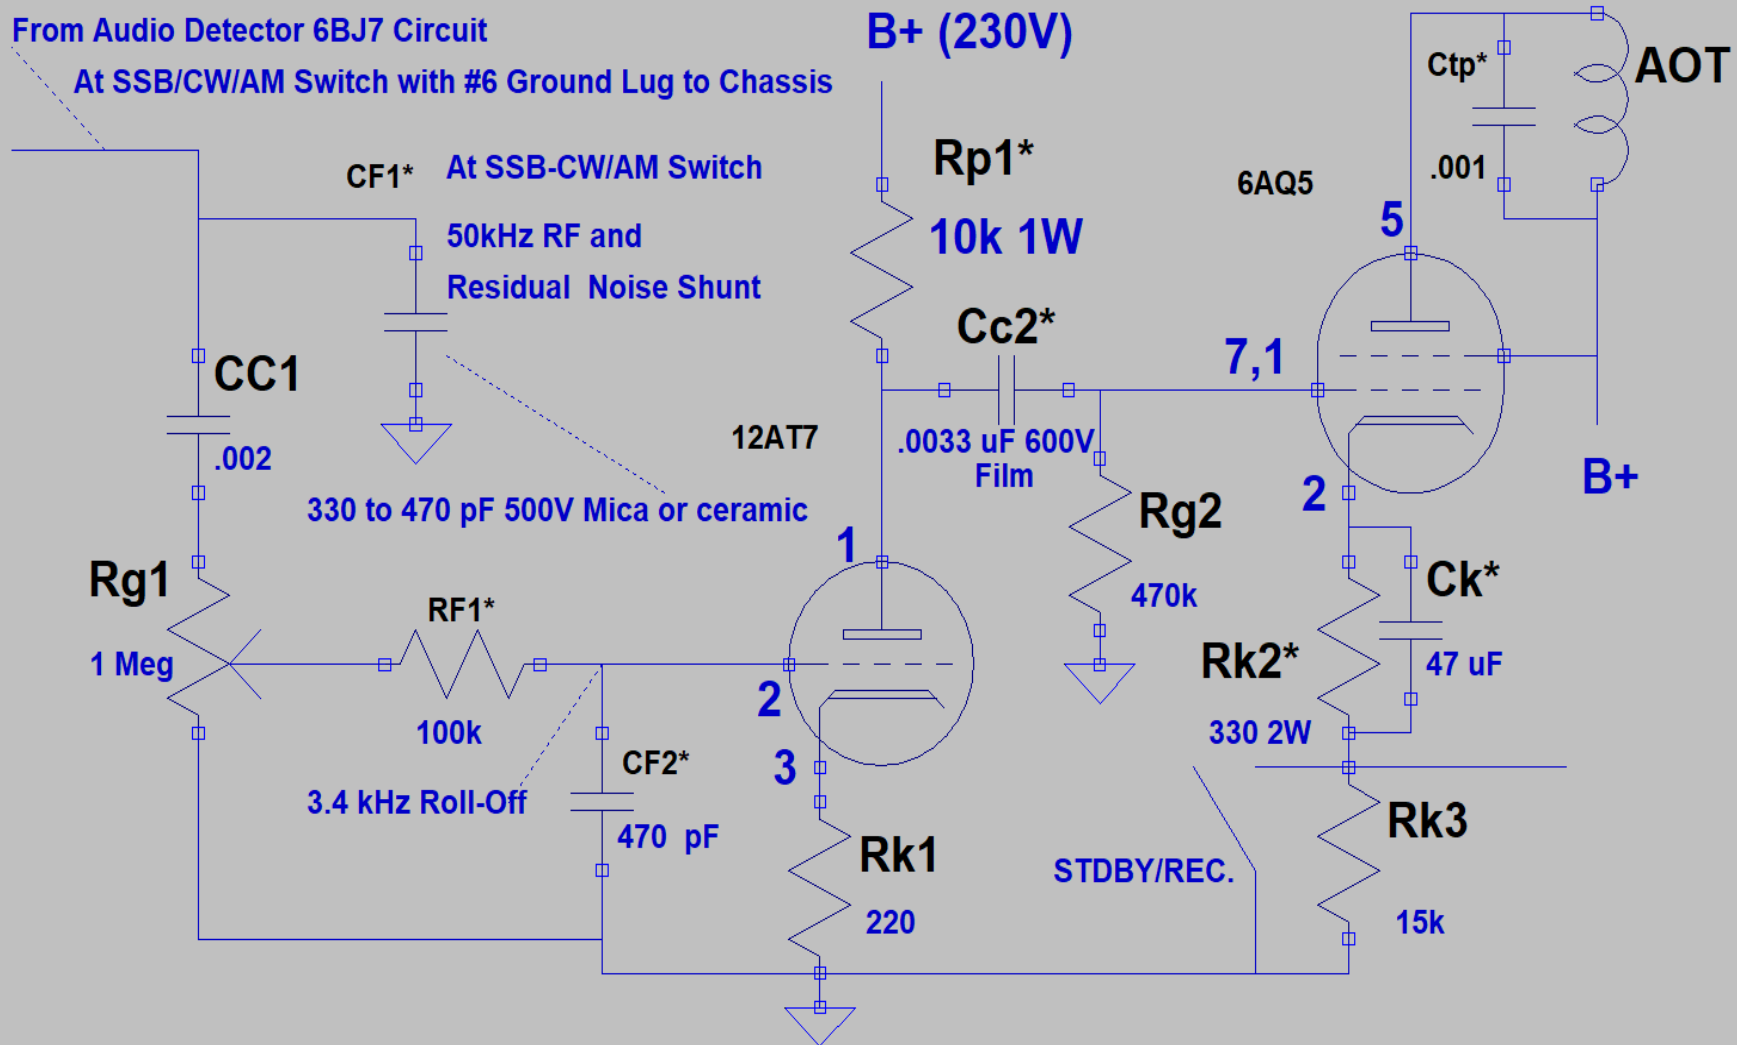 From Audio Detector 6BJ7 Circuit
At SSB/CW/AM Switch with #6 Ground Lug to Chassis
B+ (230V)
Ctp*
AOT
.001
CF1*
At SSB-CW/AM Switch
50kHz RF and
Residual Noise Shunt
Rp1*
10k 1W
6AQ5
5
CC1
.002
Cc2*
.0033 uF 600V
Film
7,1
12AT7
330 to 470 pF 500V Mica or ceramic
B+
2
Rg2
470k
1
Rg1
1 Meg
RF1*
100k
2
3
Ck*
47 uF
Rk2*
330 2W
CF2*
3.4 kHz Roll-Off
470 pF
Rk1
220
STDBY/REC.
Rk3
15k